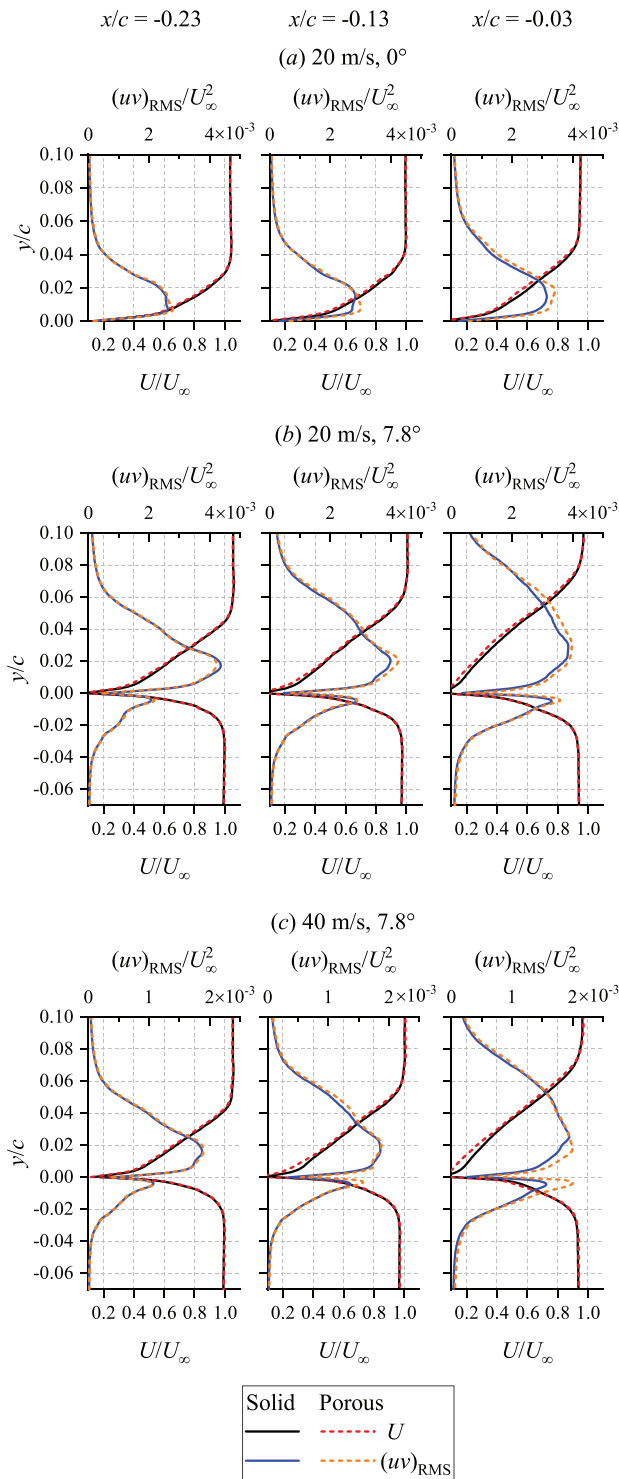 x/c = -0.23 x/c = -0.13 x/c = -0.03
(a) 20 m/s, 0°
(uv)RMS/U∞² (uv)RMS/U∞² (uv)RMS/U∞²
0 2 4×10⁻³ 0 2 4×10⁻³ 0 2 4×10⁻³
0.10
0.08
0.06
y/c
0.04
0.02
0.00
0.2 0.4 0.6 0.8 1.0 0.2 0.4 0.6 0.8 1.0 0.2 0.4 0.6 0.8 1.0
U/U∞ U/U∞ U/U∞
(b) 20 m/s, 7.8°
(uv)RMS/U∞² (uv)RMS/U∞² (uv)RMS/U∞²
0 2 4×10⁻³ 0 2 4×10⁻³ 0 2 4×10⁻³
0.10
0.08
0.06
0.04
y/c
0.02
0.00
-0.02
-0.04
-0.06
0.2 0.4 0.6 0.8 1.0 0.2 0.4 0.6 0.8 1.0 0.2 0.4 0.6 0.8 1.0
U/U∞ U/U∞ U/U∞
(c) 40 m/s, 7.8°
(uv)RMS/U∞² (uv)RMS/U∞² (uv)RMS/U∞²
0 1 2×10⁻³ 0 1 2×10⁻³ 0 1 2×10⁻³
0.10
0.08
0.06
0.04
y/c
0.02
0.00
-0.02
-0.04
-0.06
0.2 0.4 0.6 0.8 1.0 0.2 0.4 0.6 0.8 1.0 0.2 0.4 0.6 0.8 1.0
U/U∞ U/U∞ U/U∞
Solid Porous
U
(uv)RMS